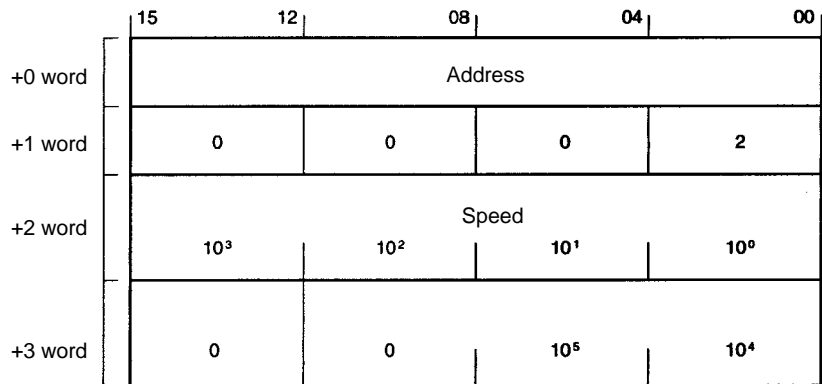 15 12 08 04 00
+0 word Address
+1 word 0 0 0 2
+2 word Speed
10³ 10² 10¹ 10⁰
+3 word 0 0 10⁵ 10⁴